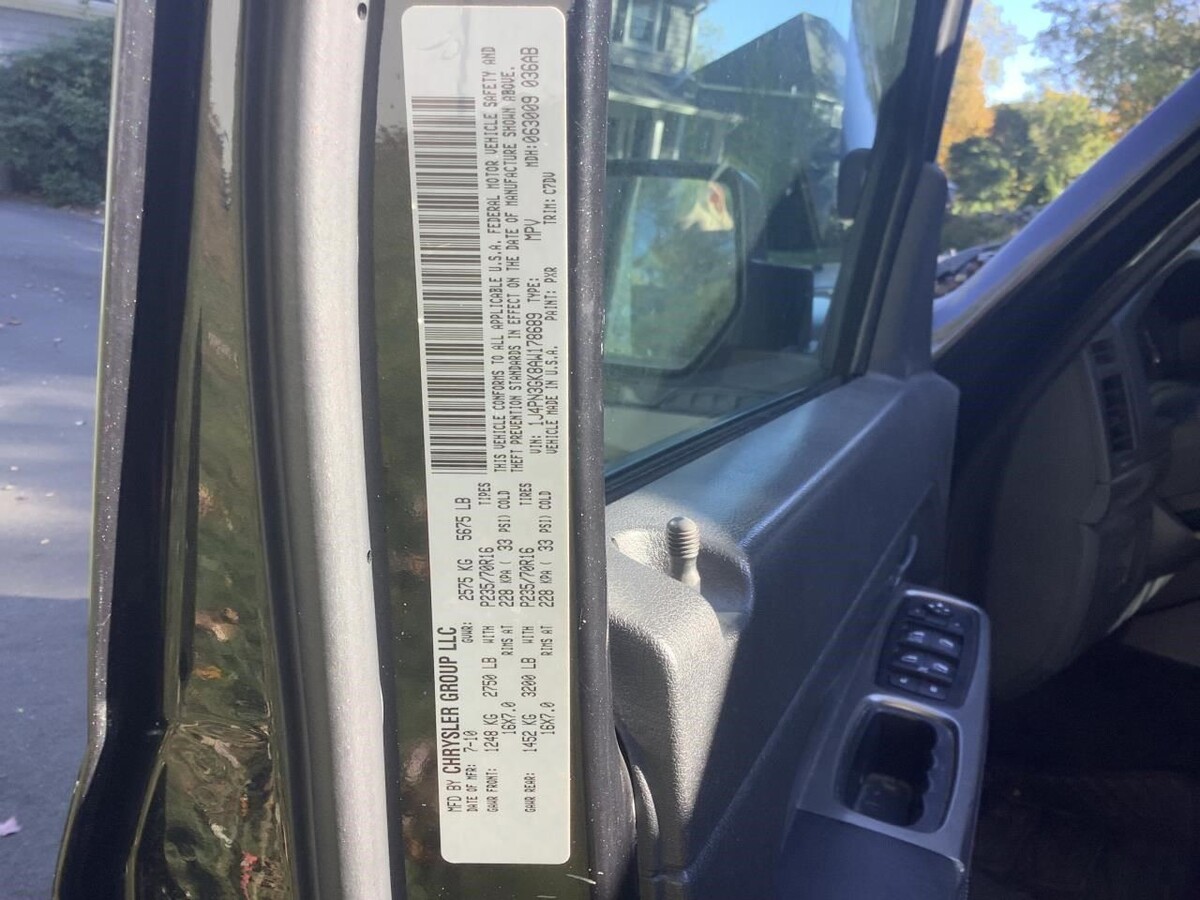 MFD BY CHRYSLER GROUP LLC
DATE OF MFR: 7-10 GVWR: 2575 KG 5675 LB
GAWR FRONT: 1248 KG 2750 LB WITH P235/70R16 TIRES
16X7.0 RIMS AT 228 KPA ( 33 PSI) COLD
GAWR REAR: 1452 KG 3200 LB WITH P235/70R16 TIRES
16X7.0 RIMS AT 228 KPA ( 33 PSI) COLD
THIS VEHICLE CONFORMS TO ALL APPLICABLE U.S.A. FEDERAL MOTOR VEHICLE SAFETY AND
THEFT PREVENTION STANDARDS IN EFFECT ON THE DATE OF MANUFACTURE SHOWN ABOVE.
VIN: 1J4PN3GK8AW178689 TYPE: MPV MDH:063009 036AB
VEHICLE MADE IN U.S.A. PAINT: PXR TRIM: C7DV